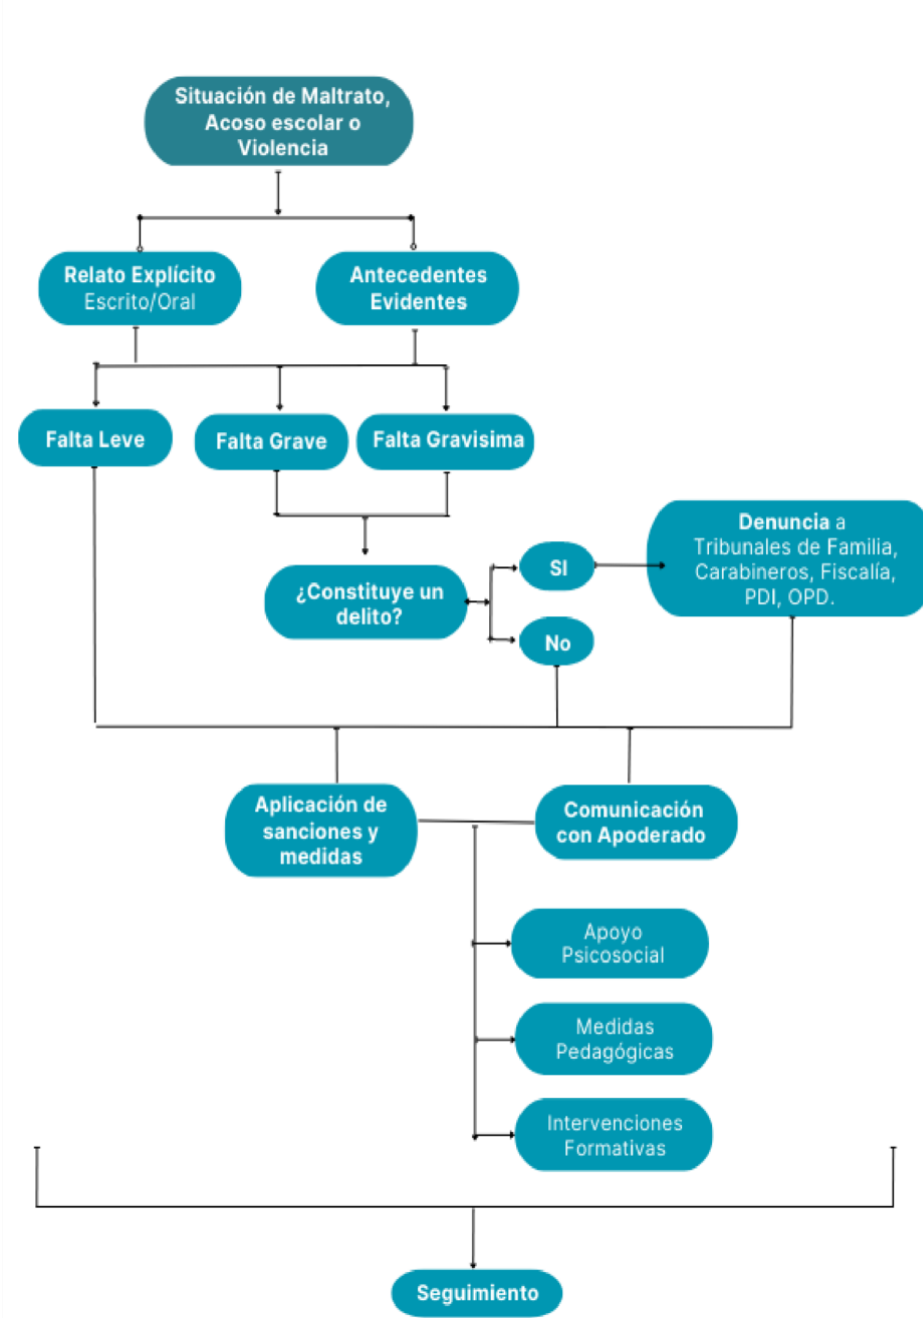 Situación de Maltrato,
Acoso escolar o
Violencia
Relato Explícito
Escrito/Oral
Antecedentes
Evidentes
Falta Leve
Falta Grave
Falta Gravisima
¿Constituye un
delito?
SI
No
Denuncia a
Tribunales de Familia,
Carabineros, Fiscalía,
PDI, OPD.
Aplicación de
sanciones y
medidas
Comunicación
con Apoderado
Apoyo
Psicosocial
Medidas
Pedagógicas
Intervenciones
Formativas
Seguimiento